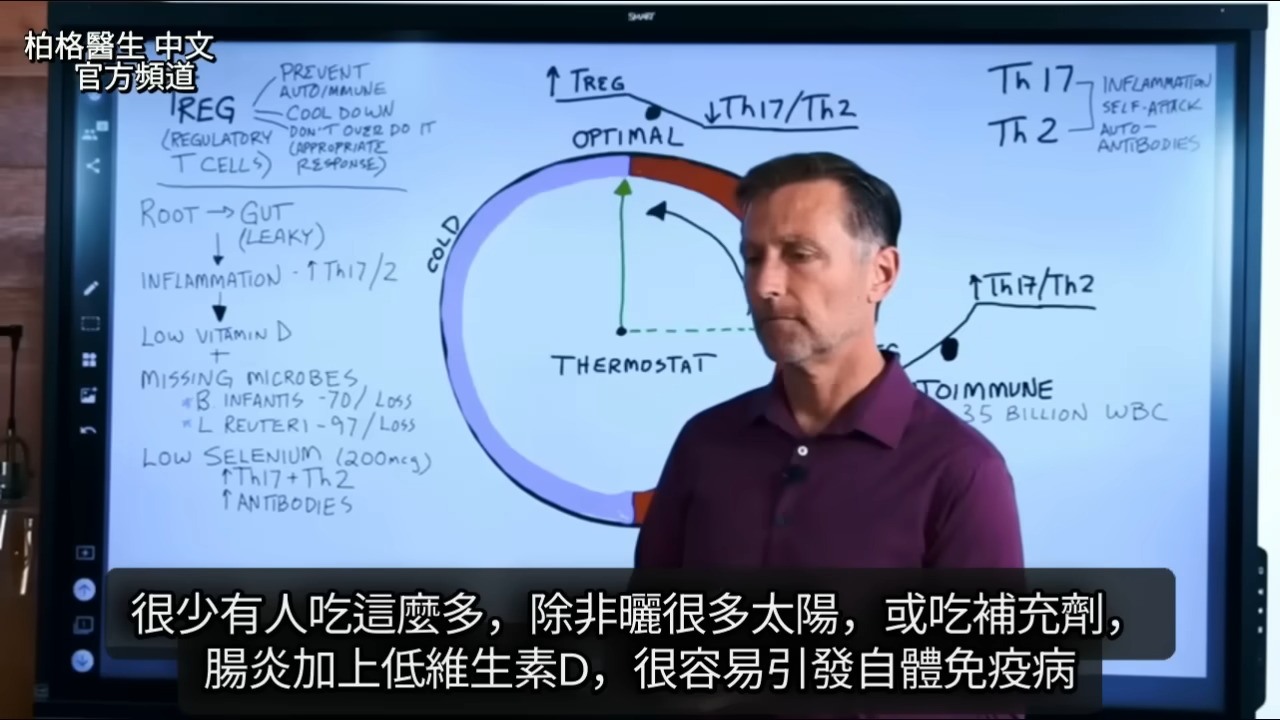 SMART
柏格醫生 中文
官方頻道
TREG
(REGULATORY
T CELLS)
PREVENT
AUTO/MMUNE
COOL DOWN
DON'T OVER DO IT
(APPROPRIATE
RESPONSE)
ROOT → GUT
(LEAKY)
↓
INFLAMMATION - ↑Th17/2
↓
LOW VITAMIN D
+
MISSING MICROBES
* B. INFANTIS -70/LOSS
* L REUTERI -97/LOSS
LOW SELENIUM (200mcg)
↑Th17+Th2
↑ANTIBODIES
↑TREG
↓Th17/Th2
OPTIMAL
COLD
THERMOSTAT
Th17
Th2
INFLAMMATION
SELF-ATTACK
AUTO-
ANTIBODIES
↑Th17/Th2
TOIMMUNE
35 BILLION WBC
很少有人吃這麼多，除非曬很多太陽，或吃補充劑，
腸炎加上低維生素D，很容易引發自體免疫病